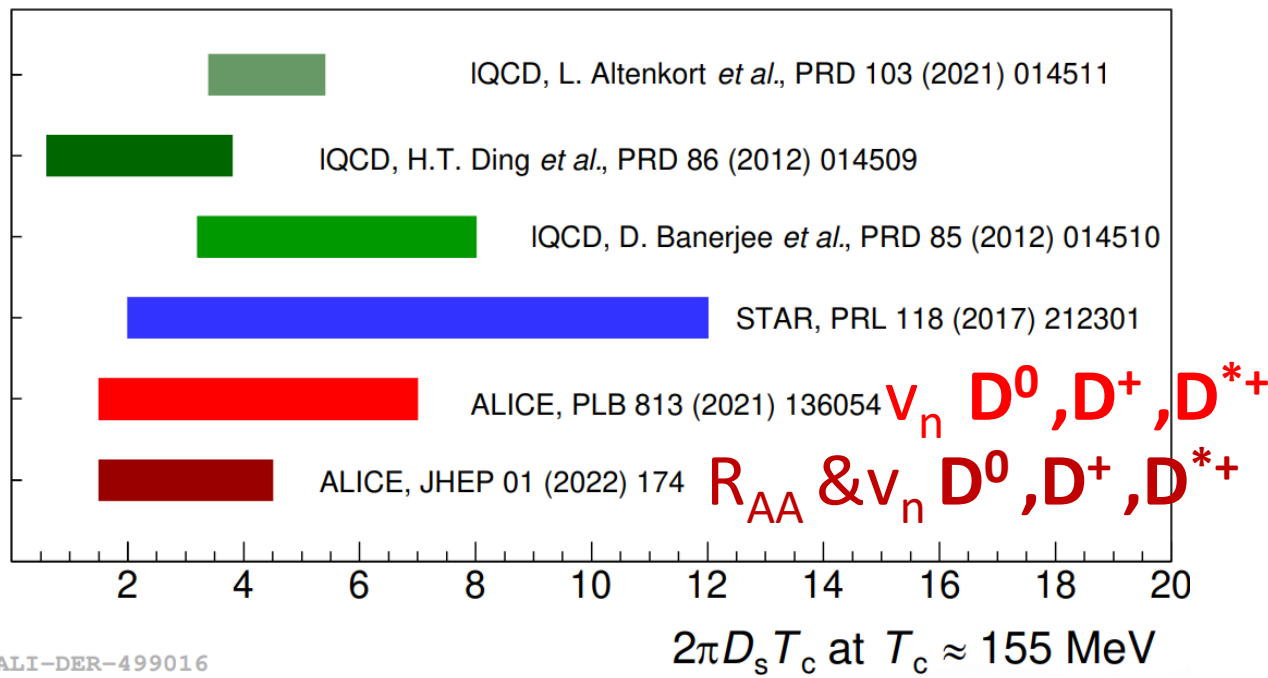 lQCD, L. Altenkort et al., PRD 103 (2021) 014511
lQCD, H.T. Ding et al., PRD 86 (2012) 014509
lQCD, D. Banerjee et al., PRD 85 (2012) 014510
STAR, PRL 118 (2017) 212301
ALICE, PLB 813 (2021) 136054 vₙ D⁰,D⁺,D*⁺
ALICE, JHEP 01 (2022) 174 R_AA &vₙ D⁰,D⁺,D*⁺
2 4 6 8 10 12 14 16 18 20
2πDₛT_c at T_c ≈ 155 MeV
ALI−DER−499016